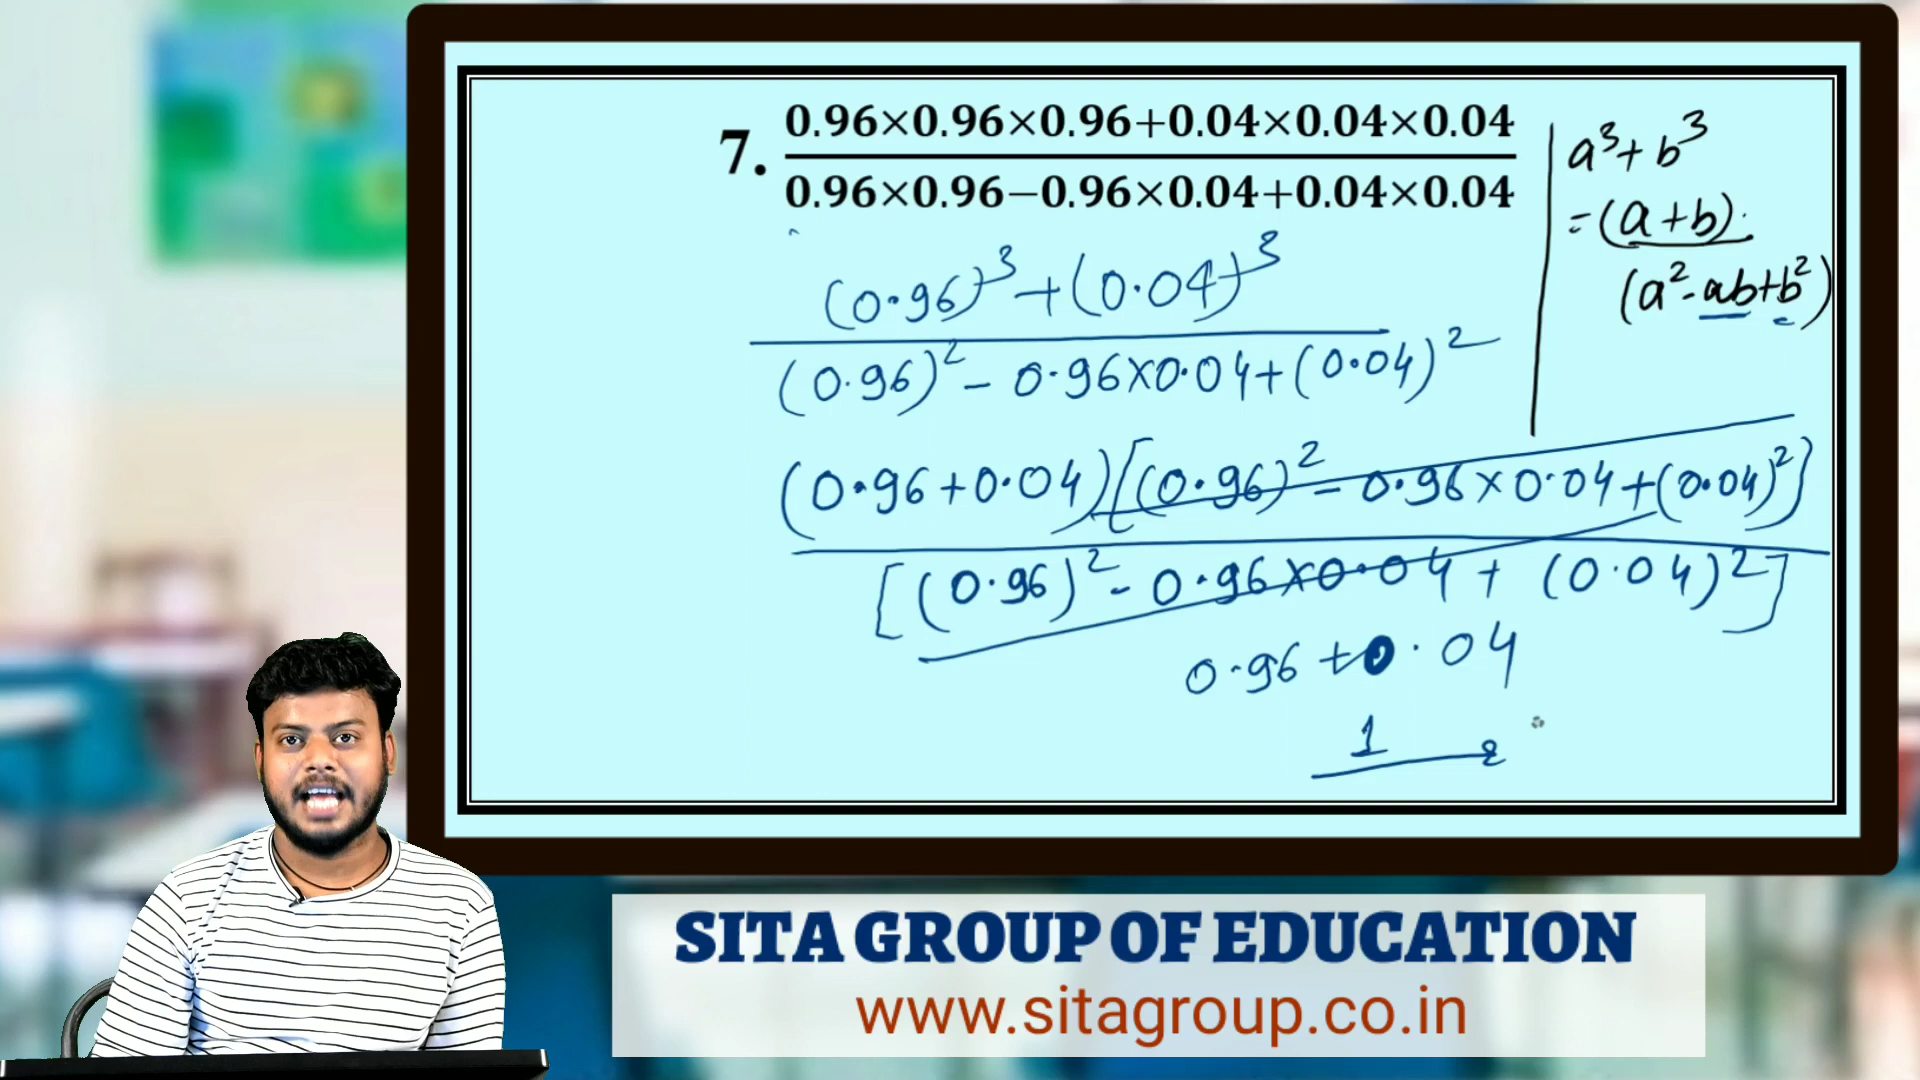 7. 0.96×0.96×0.96+0.04×0.04×0.04
0.96×0.96−0.96×0.04+0.04×0.04
a³+b³
=(a+b).
(a²-ab+b²)
(0.96)³+(0.04)³
(0.96)²- 0.96×0.04+(0.04)²
(0.96+0.04)[(0.96)²- 0.96×0.04+(0.04)²]
[(0.96)²- 0.96×0.04+ (0.04)²]
0.96+0.04
1
SITA GROUP OF EDUCATION
www.sitagroup.co.in